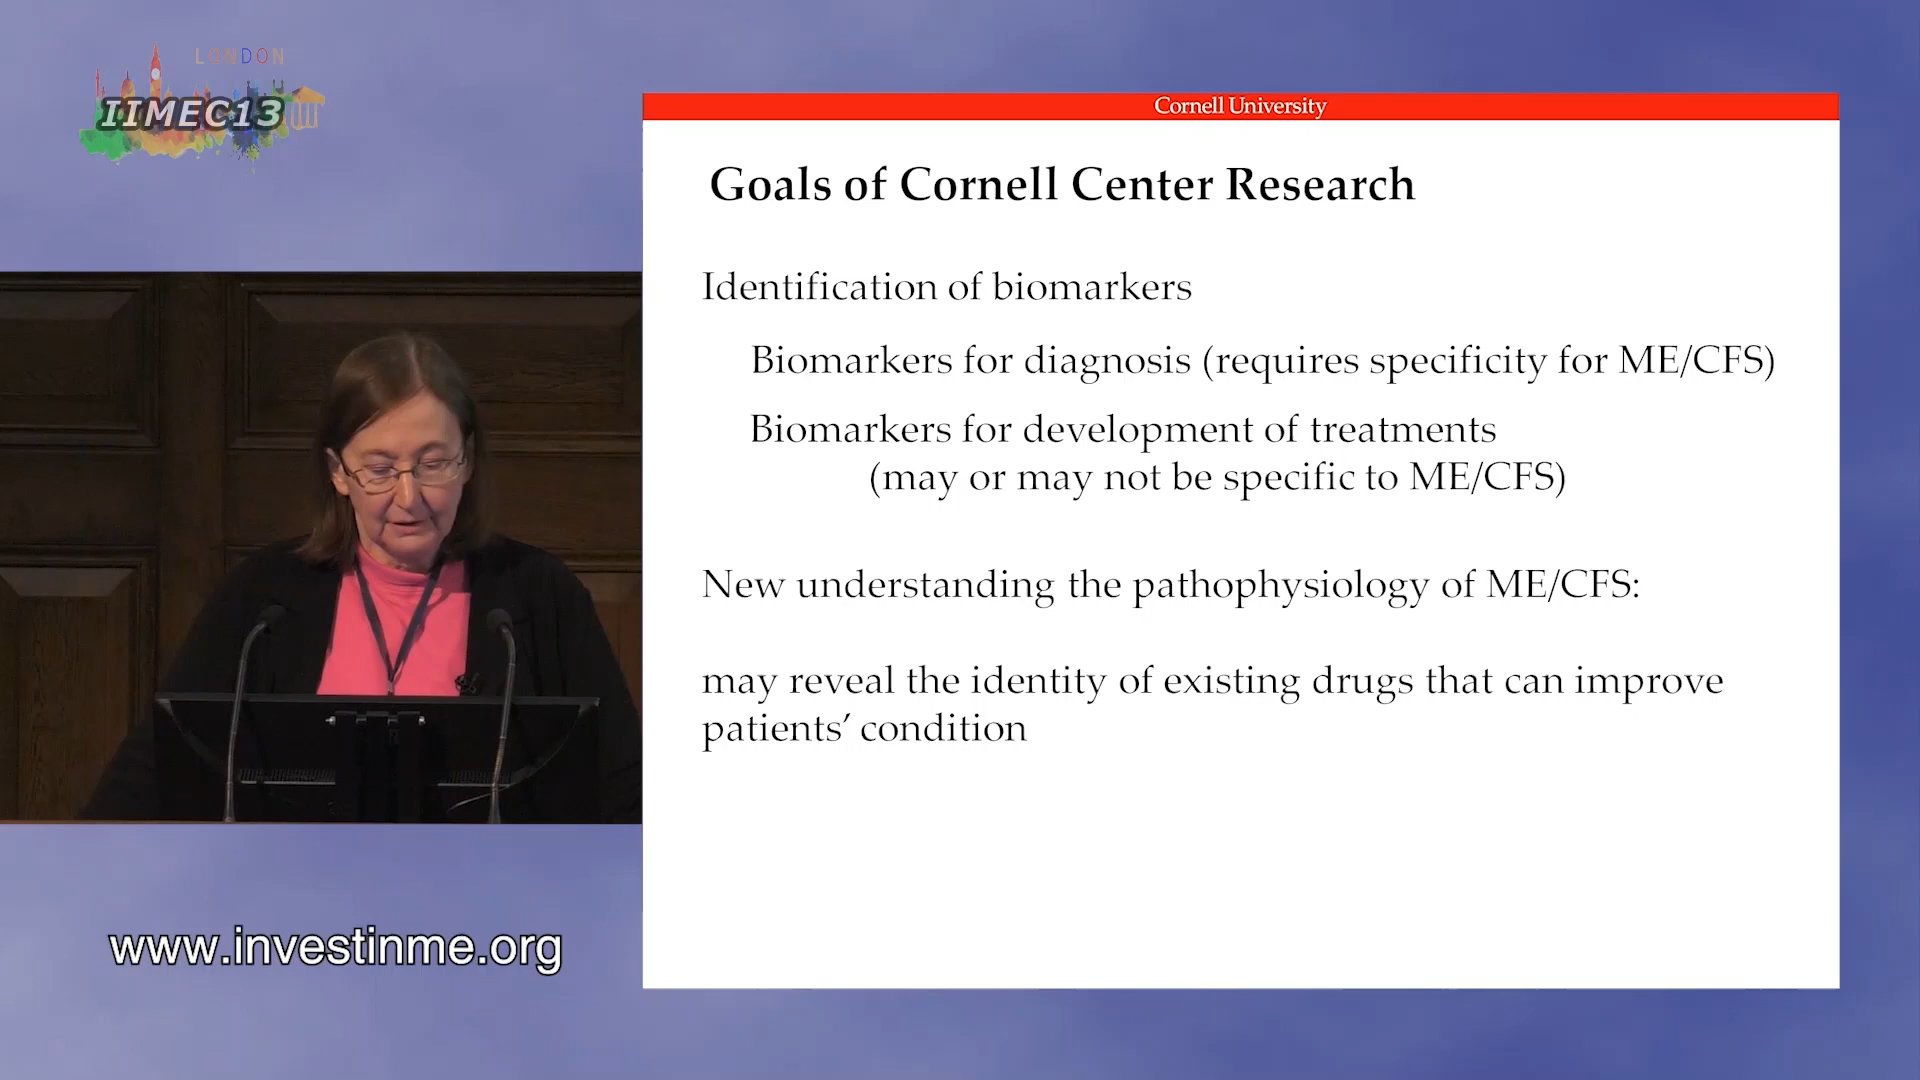 LONDON
IIMEC13
Cornell University
Goals of Cornell Center Research
Identification of biomarkers
Biomarkers for diagnosis (requires specificity for ME/CFS)
Biomarkers for development of treatments
(may or may not be specific to ME/CFS)
New understanding the pathophysiology of ME/CFS:
may reveal the identity of existing drugs that can improve
patients’ condition
www.investinme.org